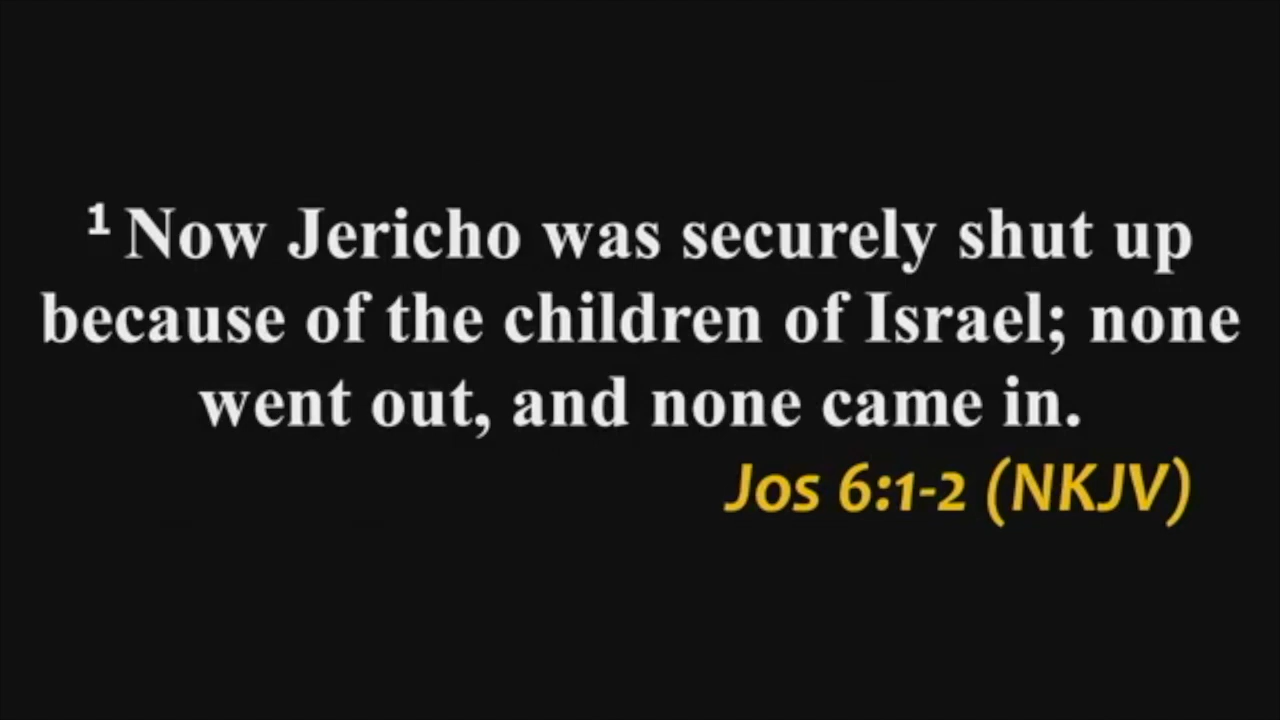 1 Now Jericho was securely shut up
because of the children of Israel; none
went out, and none came in.
Jos 6:1-2 (NKJV)